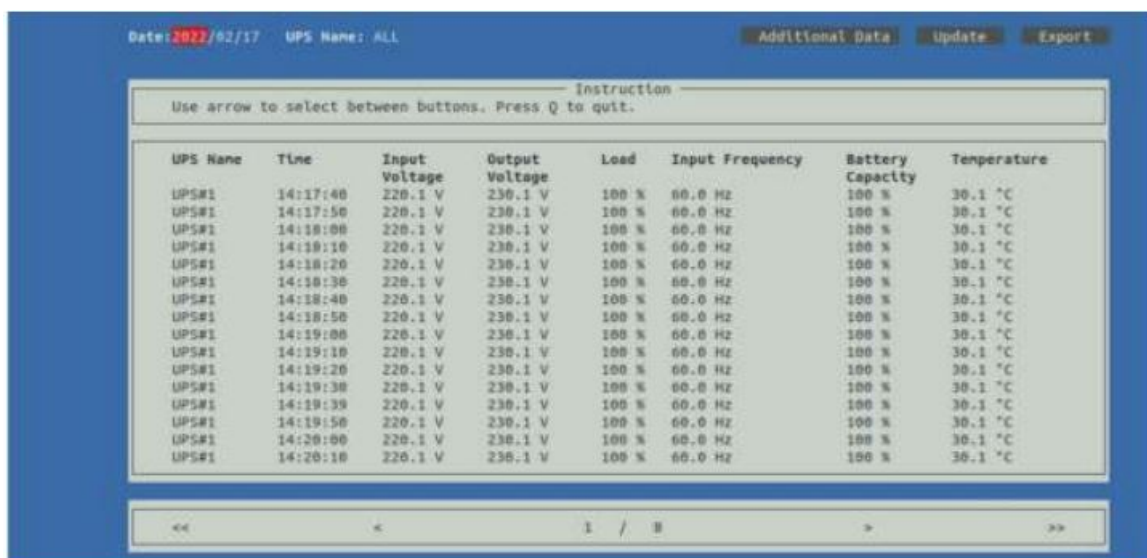 Date:2022/02/17 UPS Name: ALL Additional Data Update Export
Instruction
Use arrow to select between buttons. Press Q to quit.
UPS Name Time Input Voltage Output Voltage Load Input Frequency Battery Capacity Temperature
UPS#1 14:17:40 220.1 V 230.1 V 100 % 60.0 Hz 100 % 30.1 °C
UPS#1 14:17:50 220.1 V 230.1 V 100 % 60.0 Hz 100 % 30.1 °C
UPS#1 14:18:00 220.1 V 230.1 V 100 % 60.0 Hz 100 % 30.1 °C
UPS#1 14:18:10 220.1 V 230.1 V 100 % 60.0 Hz 100 % 30.1 °C
UPS#1 14:18:20 220.1 V 230.1 V 100 % 60.0 Hz 100 % 30.1 °C
UPS#1 14:18:30 220.1 V 230.1 V 100 % 60.0 Hz 100 % 30.1 °C
UPS#1 14:18:40 220.1 V 230.1 V 100 % 60.0 Hz 100 % 30.1 °C
UPS#1 14:18:50 220.1 V 230.1 V 100 % 60.0 Hz 100 % 30.1 °C
UPS#1 14:19:00 220.1 V 230.1 V 100 % 60.0 Hz 100 % 30.1 °C
UPS#1 14:19:10 220.1 V 230.1 V 100 % 60.0 Hz 100 % 30.1 °C
UPS#1 14:19:20 220.1 V 230.1 V 100 % 60.0 Hz 100 % 30.1 °C
UPS#1 14:19:30 220.1 V 230.1 V 100 % 60.0 Hz 100 % 30.1 °C
UPS#1 14:19:39 220.1 V 230.1 V 100 % 60.0 Hz 100 % 30.1 °C
UPS#1 14:19:50 220.1 V 230.1 V 100 % 60.0 Hz 100 % 30.1 °C
UPS#1 14:20:00 220.1 V 230.1 V 100 % 60.0 Hz 100 % 30.1 °C
UPS#1 14:20:10 220.1 V 230.1 V 100 % 60.0 Hz 100 % 30.1 °C
<< < 1 / > >>